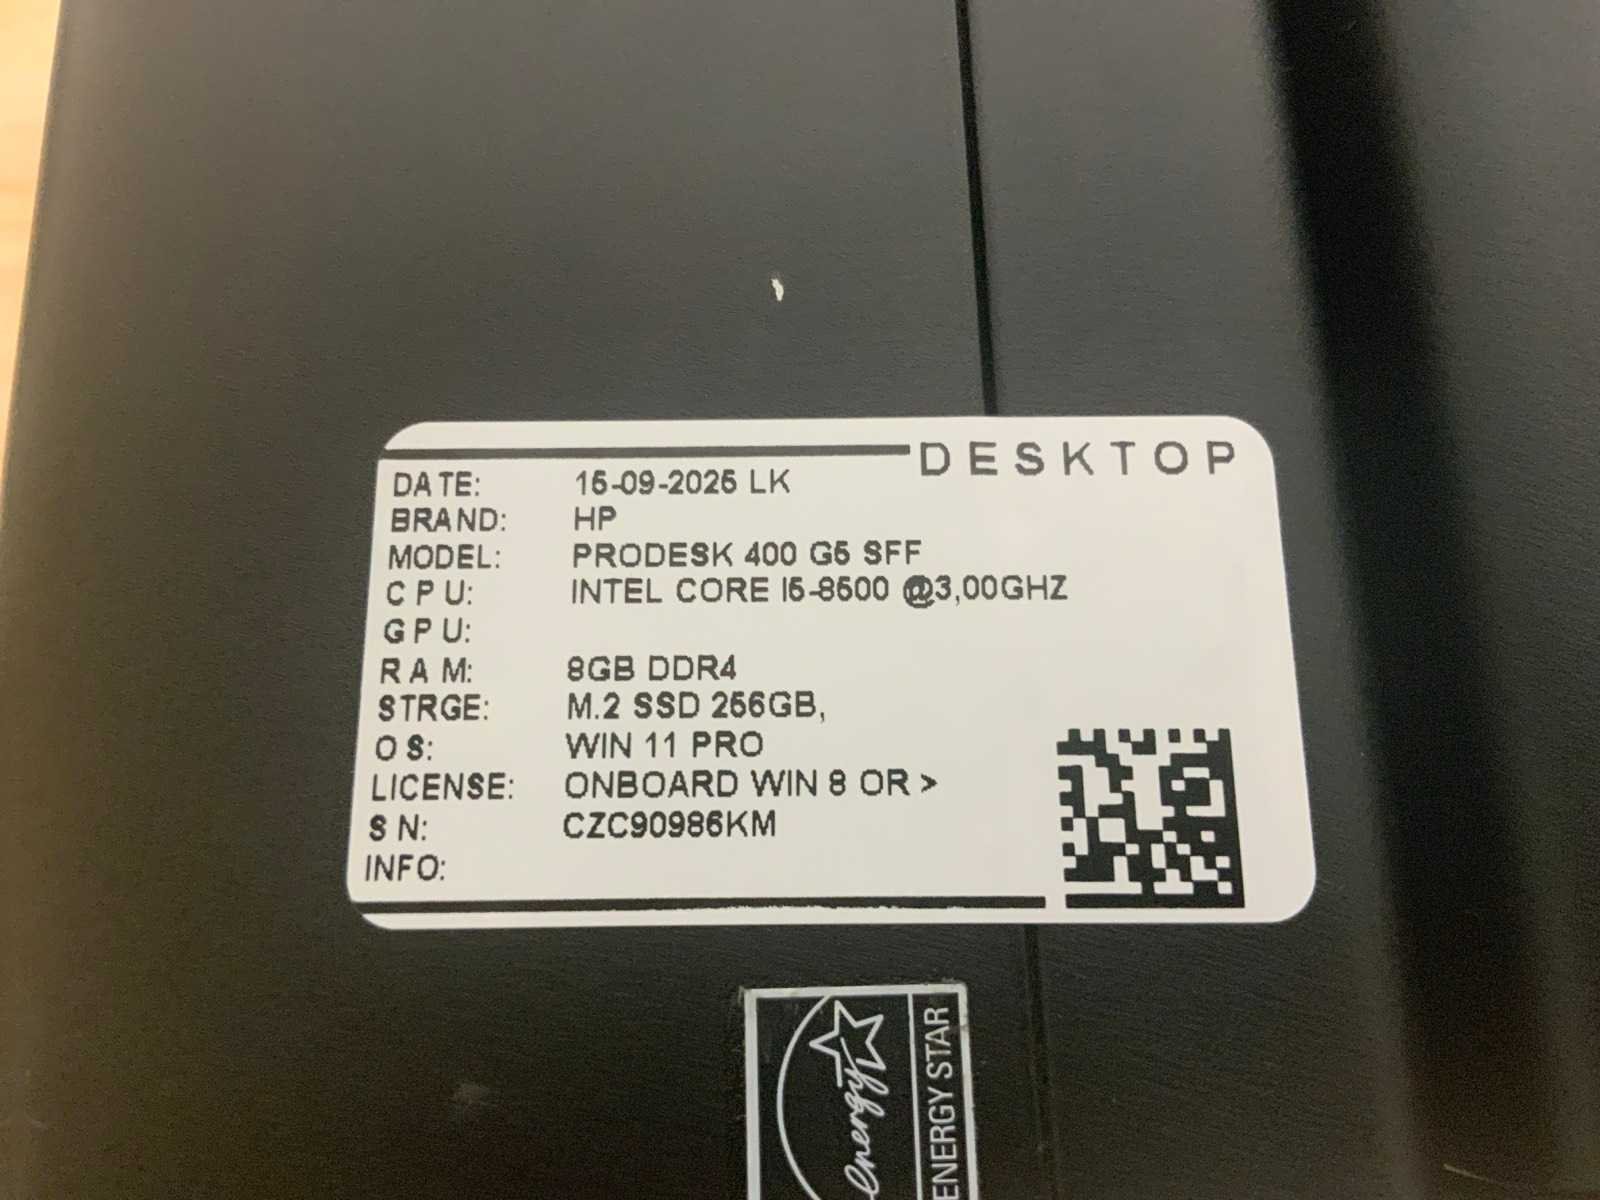 DESKTOP
DATE: 15-09-2025 LK
BRAND: HP
MODEL: PRODESK 400 G5 SFF
CPU: INTEL CORE I5-8500 @3,00GHZ
GPU:
RAM: 8GB DDR4
STRGE: M.2 SSD 256GB,
OS: WIN 11 PRO
LICENSE: ONBOARD WIN 8 OR >
SN: CZC90986KM
INFO:
energy
ENERGY STAR